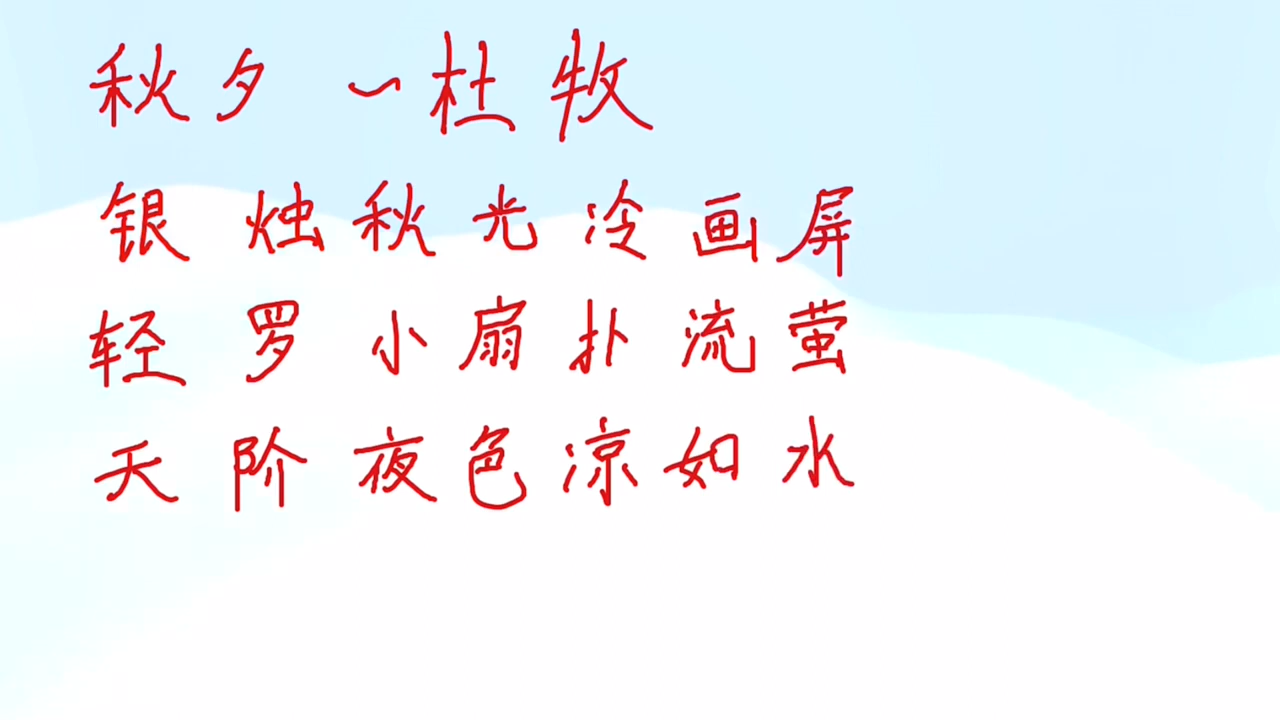 秋夕 ~杜牧
银烛秋光冷画屏
轻罗小扇扑流萤
天阶夜色凉如水